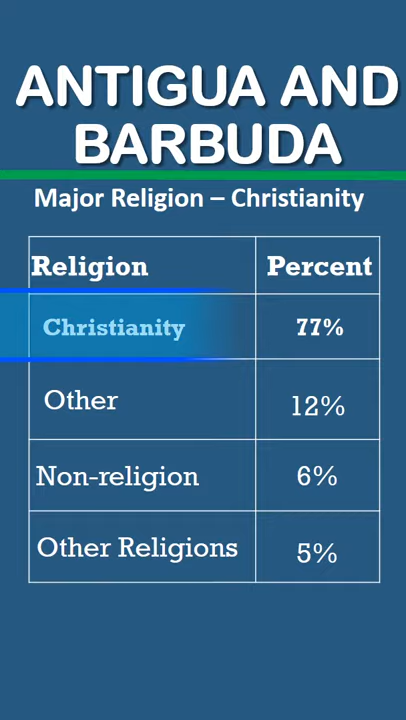 ANTIGUA AND
BARBUDA
Major Religion – Christianity
Religion Percent
Christianity 77%
Other 12%
Non-religion 6%
Other Religions 5%